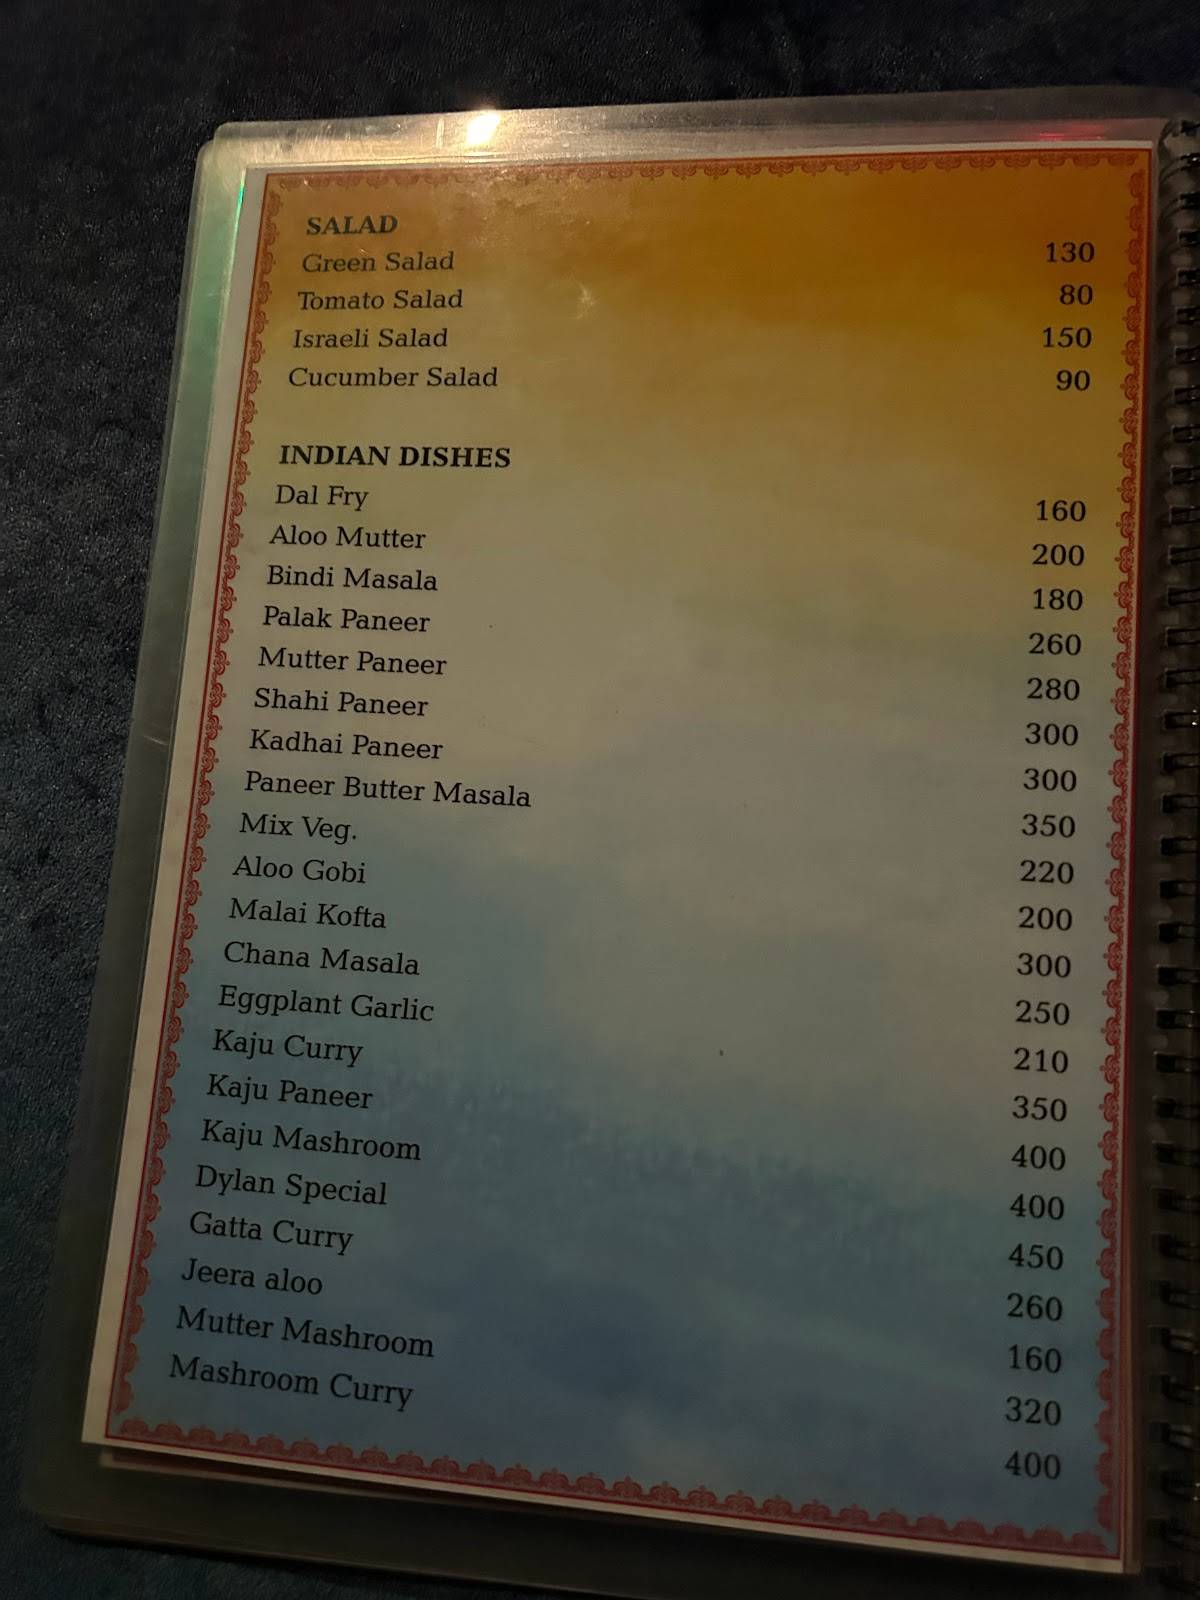 SALAD
Green Salad 130
Tomato Salad 80
Israeli Salad 150
Cucumber Salad 90
INDIAN DISHES
Dal Fry 160
Aloo Mutter 200
Bindi Masala 180
Palak Paneer 260
Mutter Paneer 280
Shahi Paneer 300
Kadhai Paneer 300
Paneer Butter Masala 350
Mix Veg. 220
Aloo Gobi 200
Malai Kofta 300
Chana Masala 250
Eggplant Garlic 210
Kaju Curry 350
Kaju Paneer 400
Kaju Mashroom 400
Dylan Special 450
Gatta Curry 260
Jeera aloo 160
Mutter Mashroom 320
Mashroom Curry 400